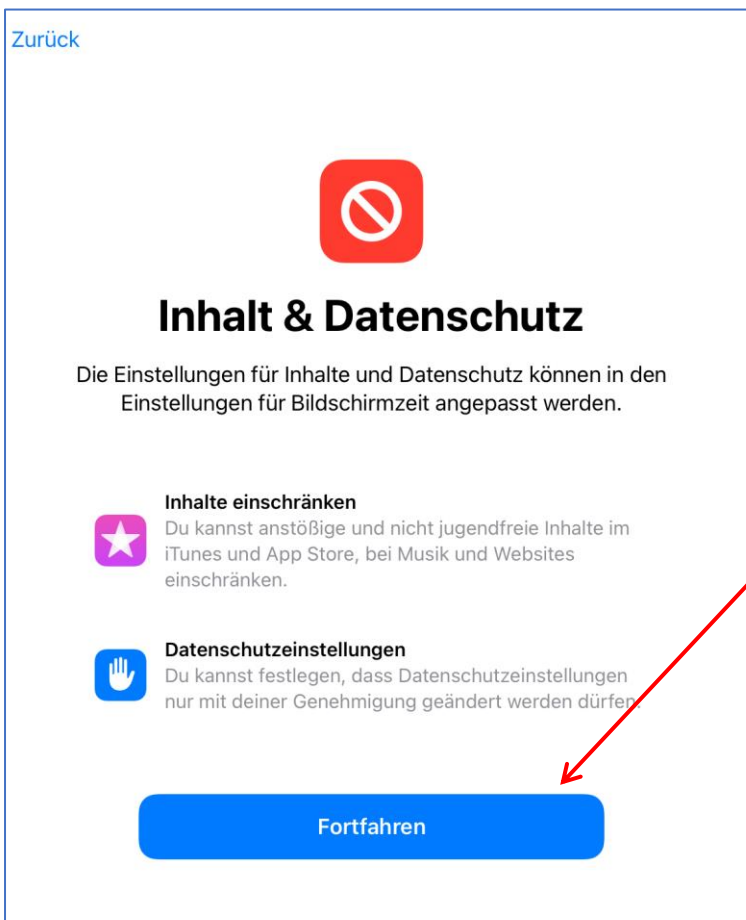 Zurück
Inhalt & Datenschutz
Die Einstellungen für Inhalte und Datenschutz können in den
Einstellungen für Bildschirmzeit angepasst werden.
Inhalte einschränken
Du kannst anstößige und nicht jugendfreie Inhalte im
iTunes und App Store, bei Musik und Websites
einschränken.
Datenschutzeinstellungen
Du kannst festlegen, dass Datenschutzeinstellungen
nur mit deiner Genehmigung geändert werden dürfen.
Fortfahren